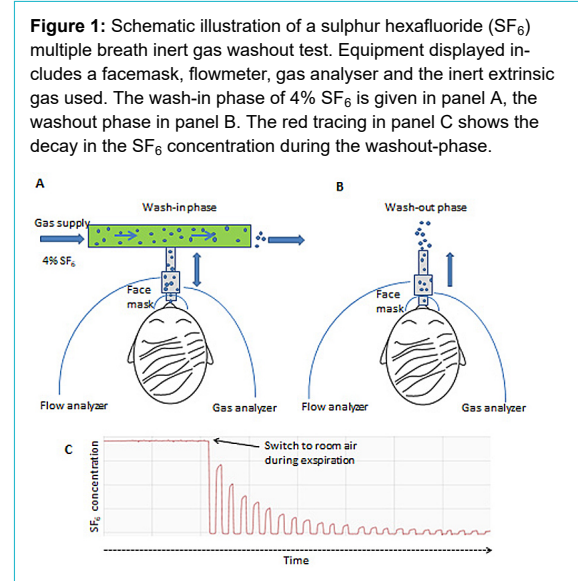 Figure 1: Schematic illustration of a sulphur hexafluoride (SF₆)
multiple breath inert gas washout test. Equipment displayed in-
cludes a facemask, flowmeter, gas analyser and the inert extrinsic
gas used. The wash-in phase of 4% SF₆ is given in panel A, the
washout phase in panel B. The red tracing in panel C shows the
decay in the SF₆ concentration during the washout-phase.
A
Wash-in phase
Gas supply
4% SF₆
Face
mask
Flow analyzer
Gas analyzer
B
Wash-out phase
Face
mask
Flow analyzer
Gas analyzer
C
SF₆ concentration
Switch to room air
during exspiration
Time